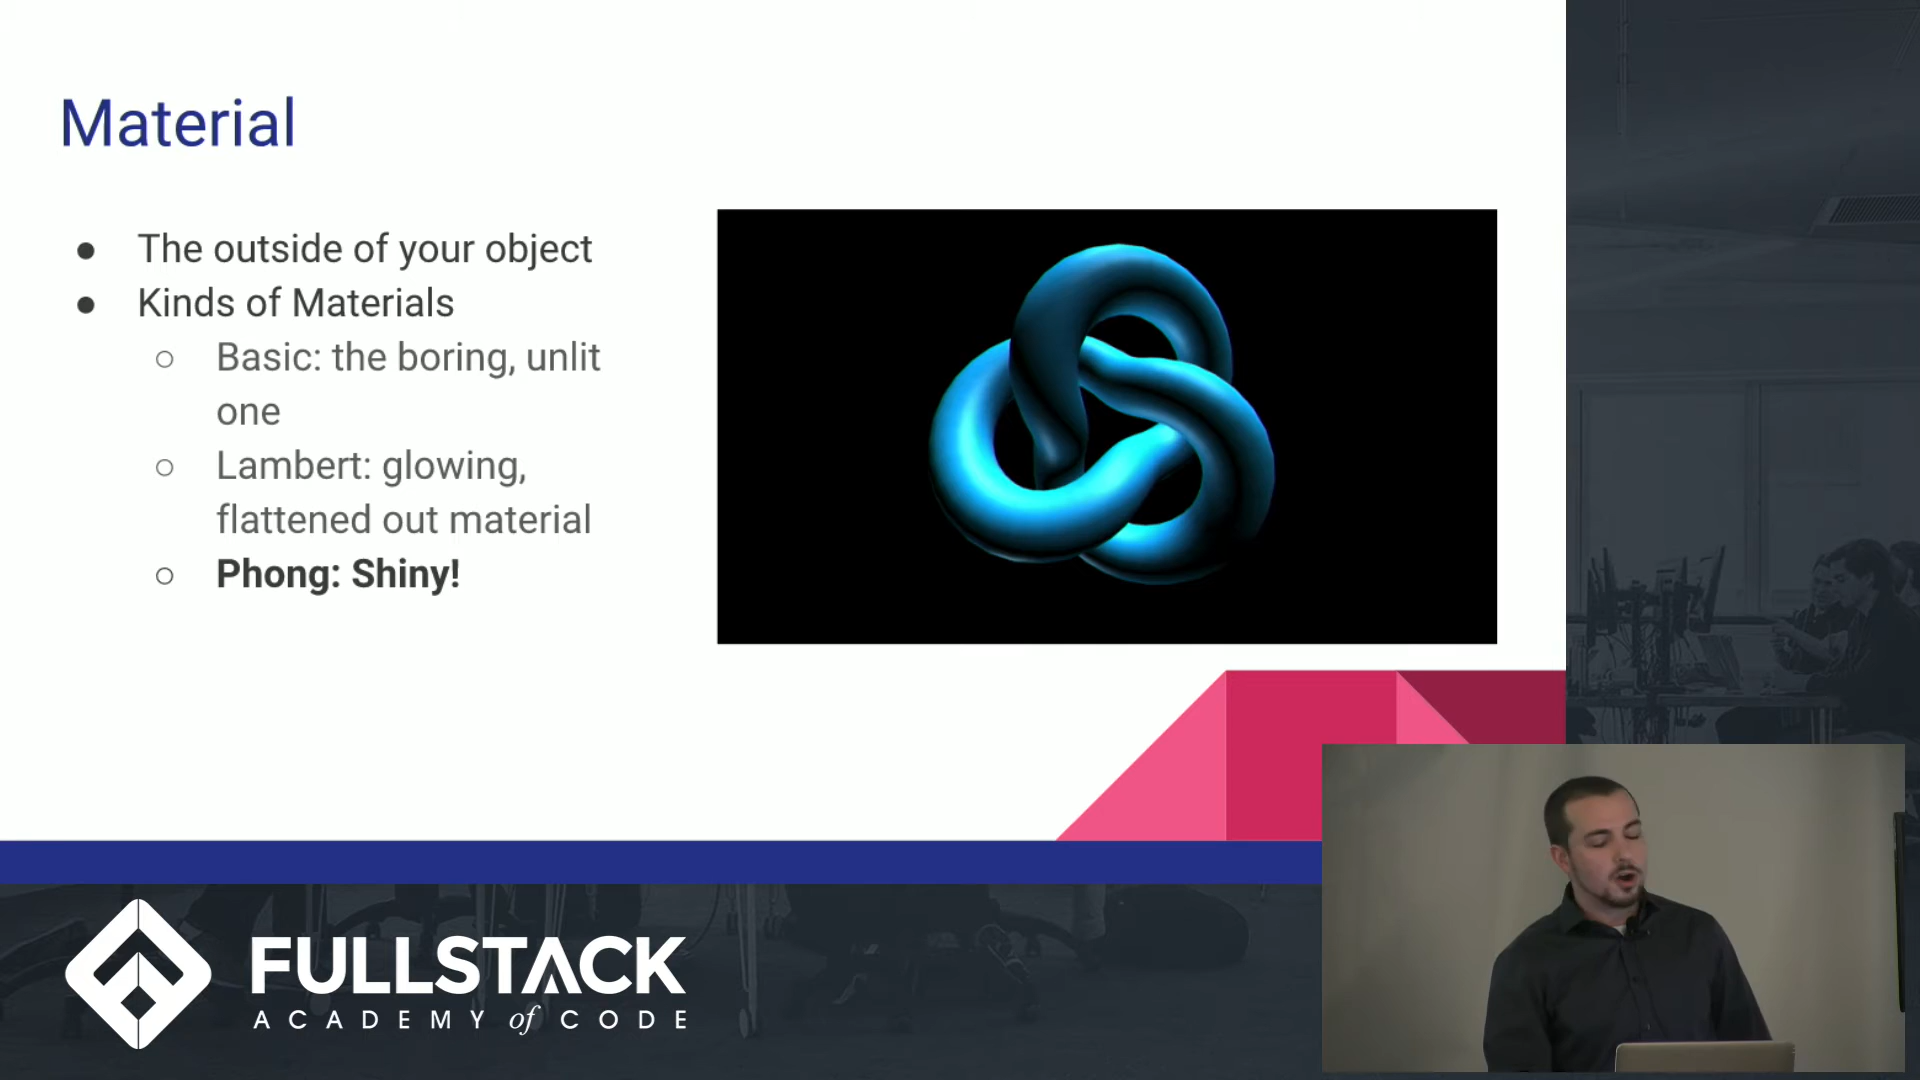 Material
● The outside of your object
● Kinds of Materials
○ Basic: the boring, unlit
one
○ Lambert: glowing,
flattened out material
○ Phong: Shiny!
FULLSTACK
ACADEMY of CODE